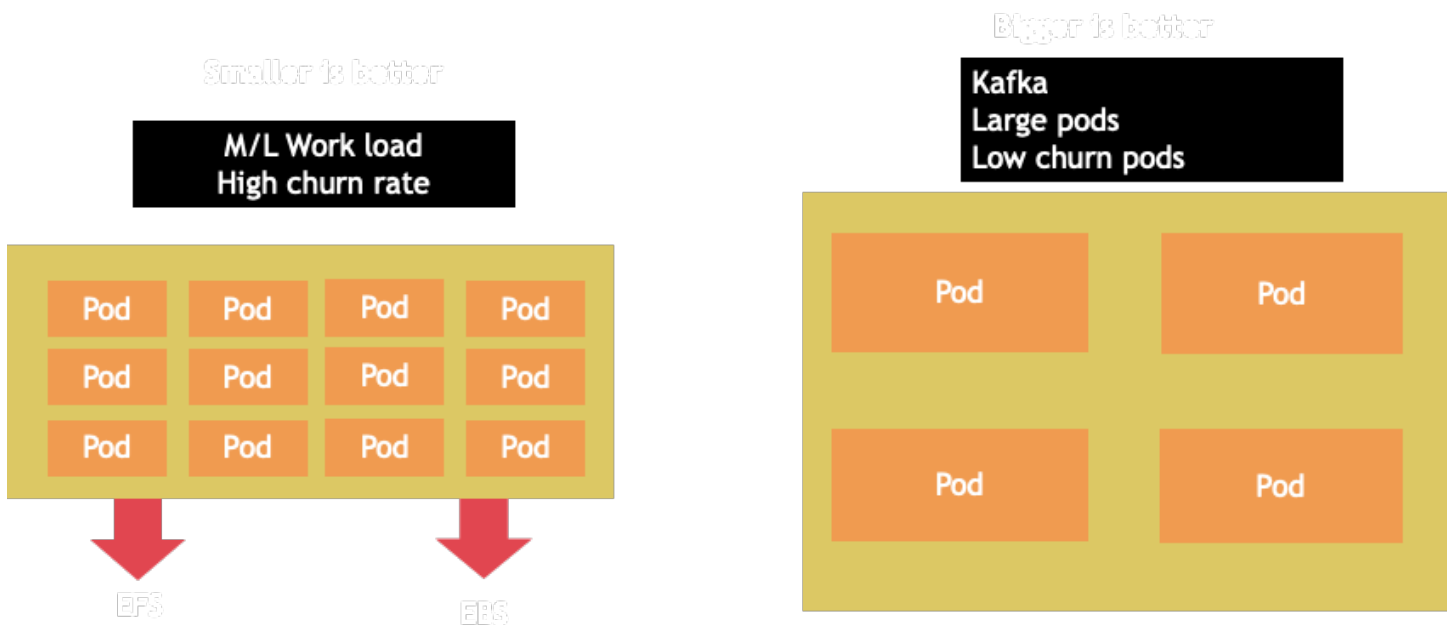 Smaller is better
M/L Work load
High churn rate
Pod Pod Pod Pod
Pod Pod Pod Pod
Pod Pod Pod Pod
EFS EBS
Bigger is better
Kafka
Large pods
Low churn pods
Pod Pod
Pod Pod